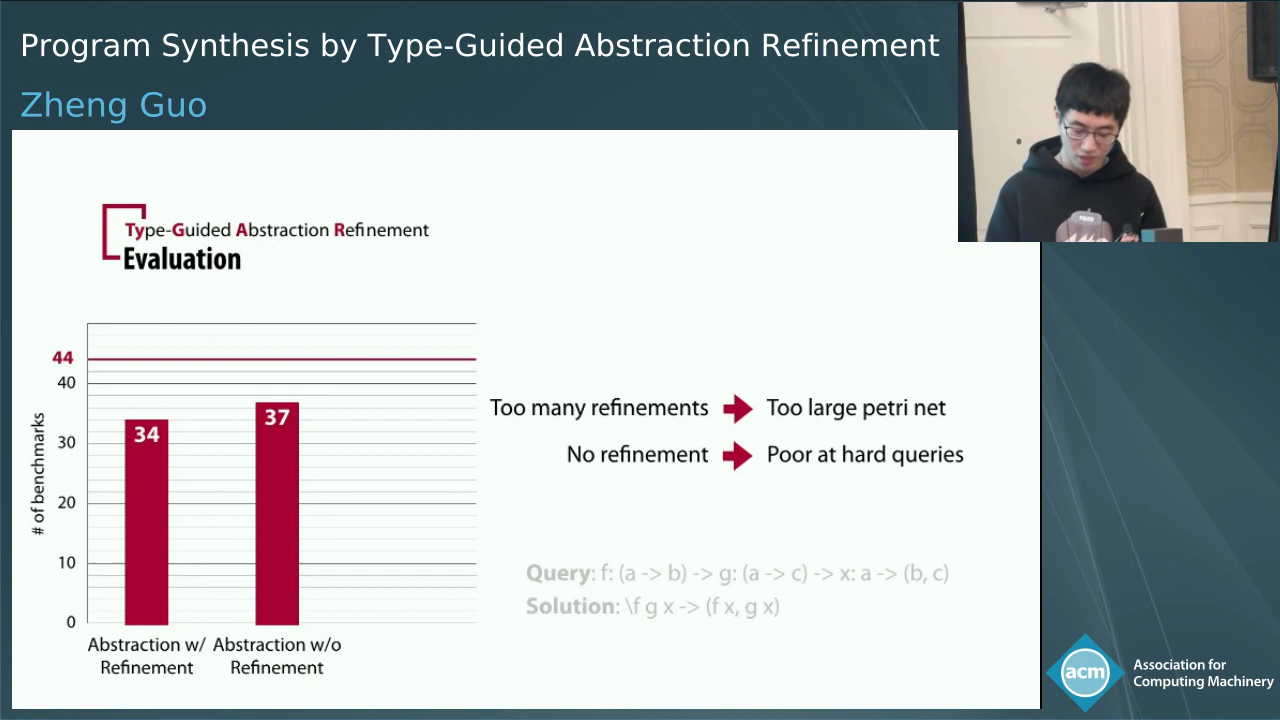 Program Synthesis by Type-Guided Abstraction Refinement
Zheng Guo
Type-Guided Abstraction Refinement
Evaluation
44
40
30
20
10
0
# of benchmarks
34
37
Abstraction w/ Refinement
Abstraction w/o Refinement
Too many refinements Too large petri net
No refinement Poor at hard queries
Query: f: (a -> b) -> g: (a -> c) -> x: a -> (b, c)
Solution: \f g x -> (f x, g x)
acm
Association for
Computing Machinery